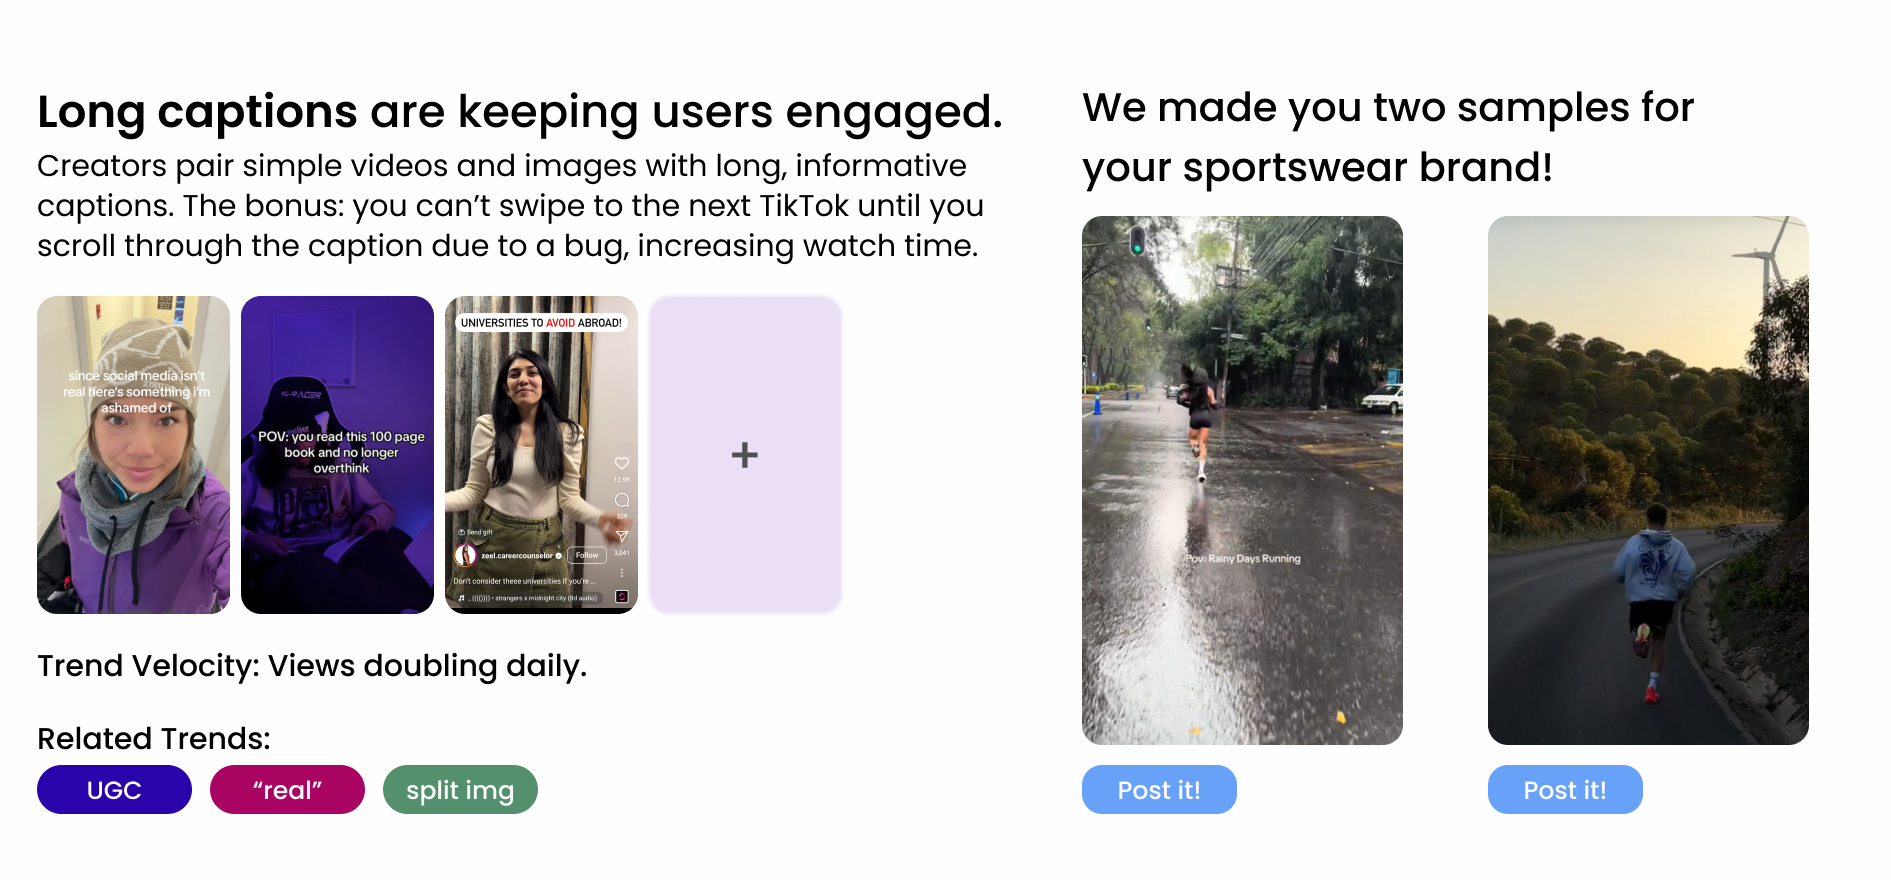 Long captions are keeping users engaged.
Creators pair simple videos and images with long, informative
captions. The bonus: you can’t swipe to the next TikTok until you
scroll through the caption due to a bug, increasing watch time.
since social media isn’t
real here’s something i’m
ashamed of
RACER
POV: you read this 100 page
book and no longer
overthink
UNIVERSITIES TO AVOID ABROAD!
12.9K
339
3,041
Send gift
zeel.careercounselor
Follow
Don’t consider these universities if you’re ...
strangers x midnight city (8d audio)
+
Trend Velocity: Views doubling daily.
Related Trends:
UGC
“real”
split img
We made you two samples for
your sportswear brand!
Pov: Rainy Days Running
Post it!
Post it!